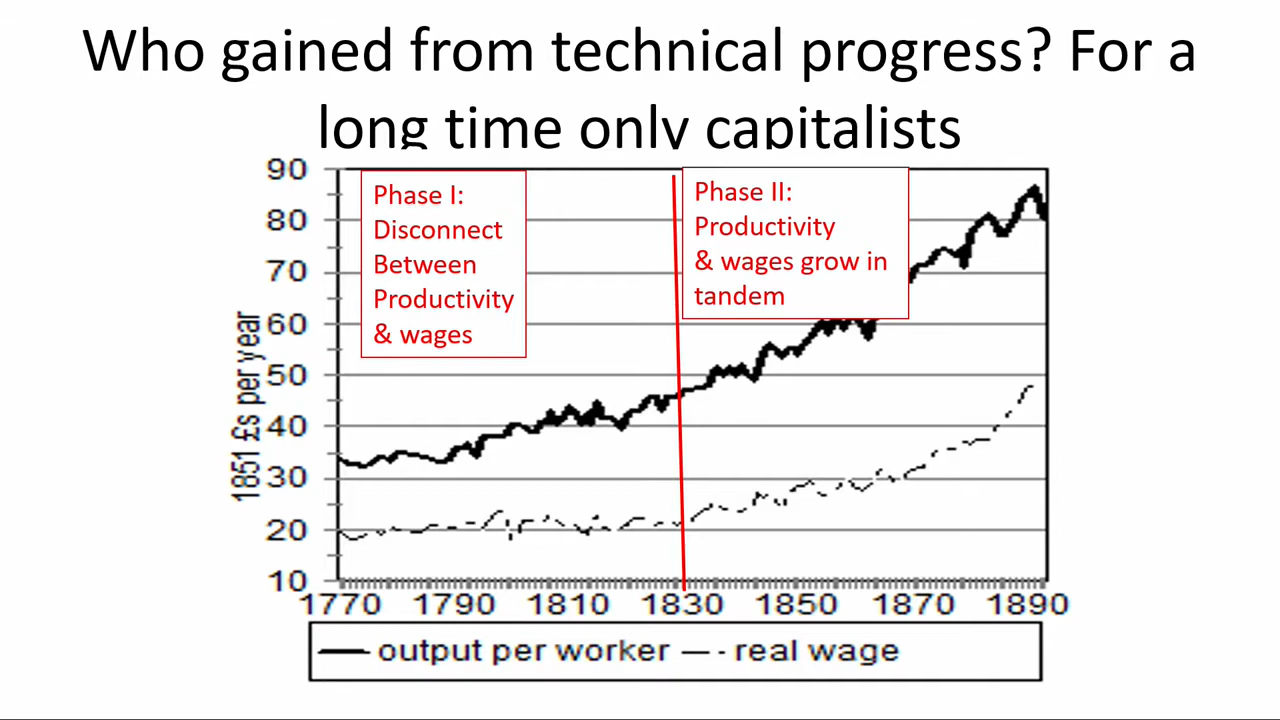 Who gained from technical progress? For a
long time only capitalists
90
80
70
60
50
40
30
20
10
1851 £s per year
Phase I:
Disconnect
Between
Productivity
& wages
Phase II:
Productivity
& wages grow in
tandem
1770 1790 1810 1830 1850 1870 1890
output per worker real wage